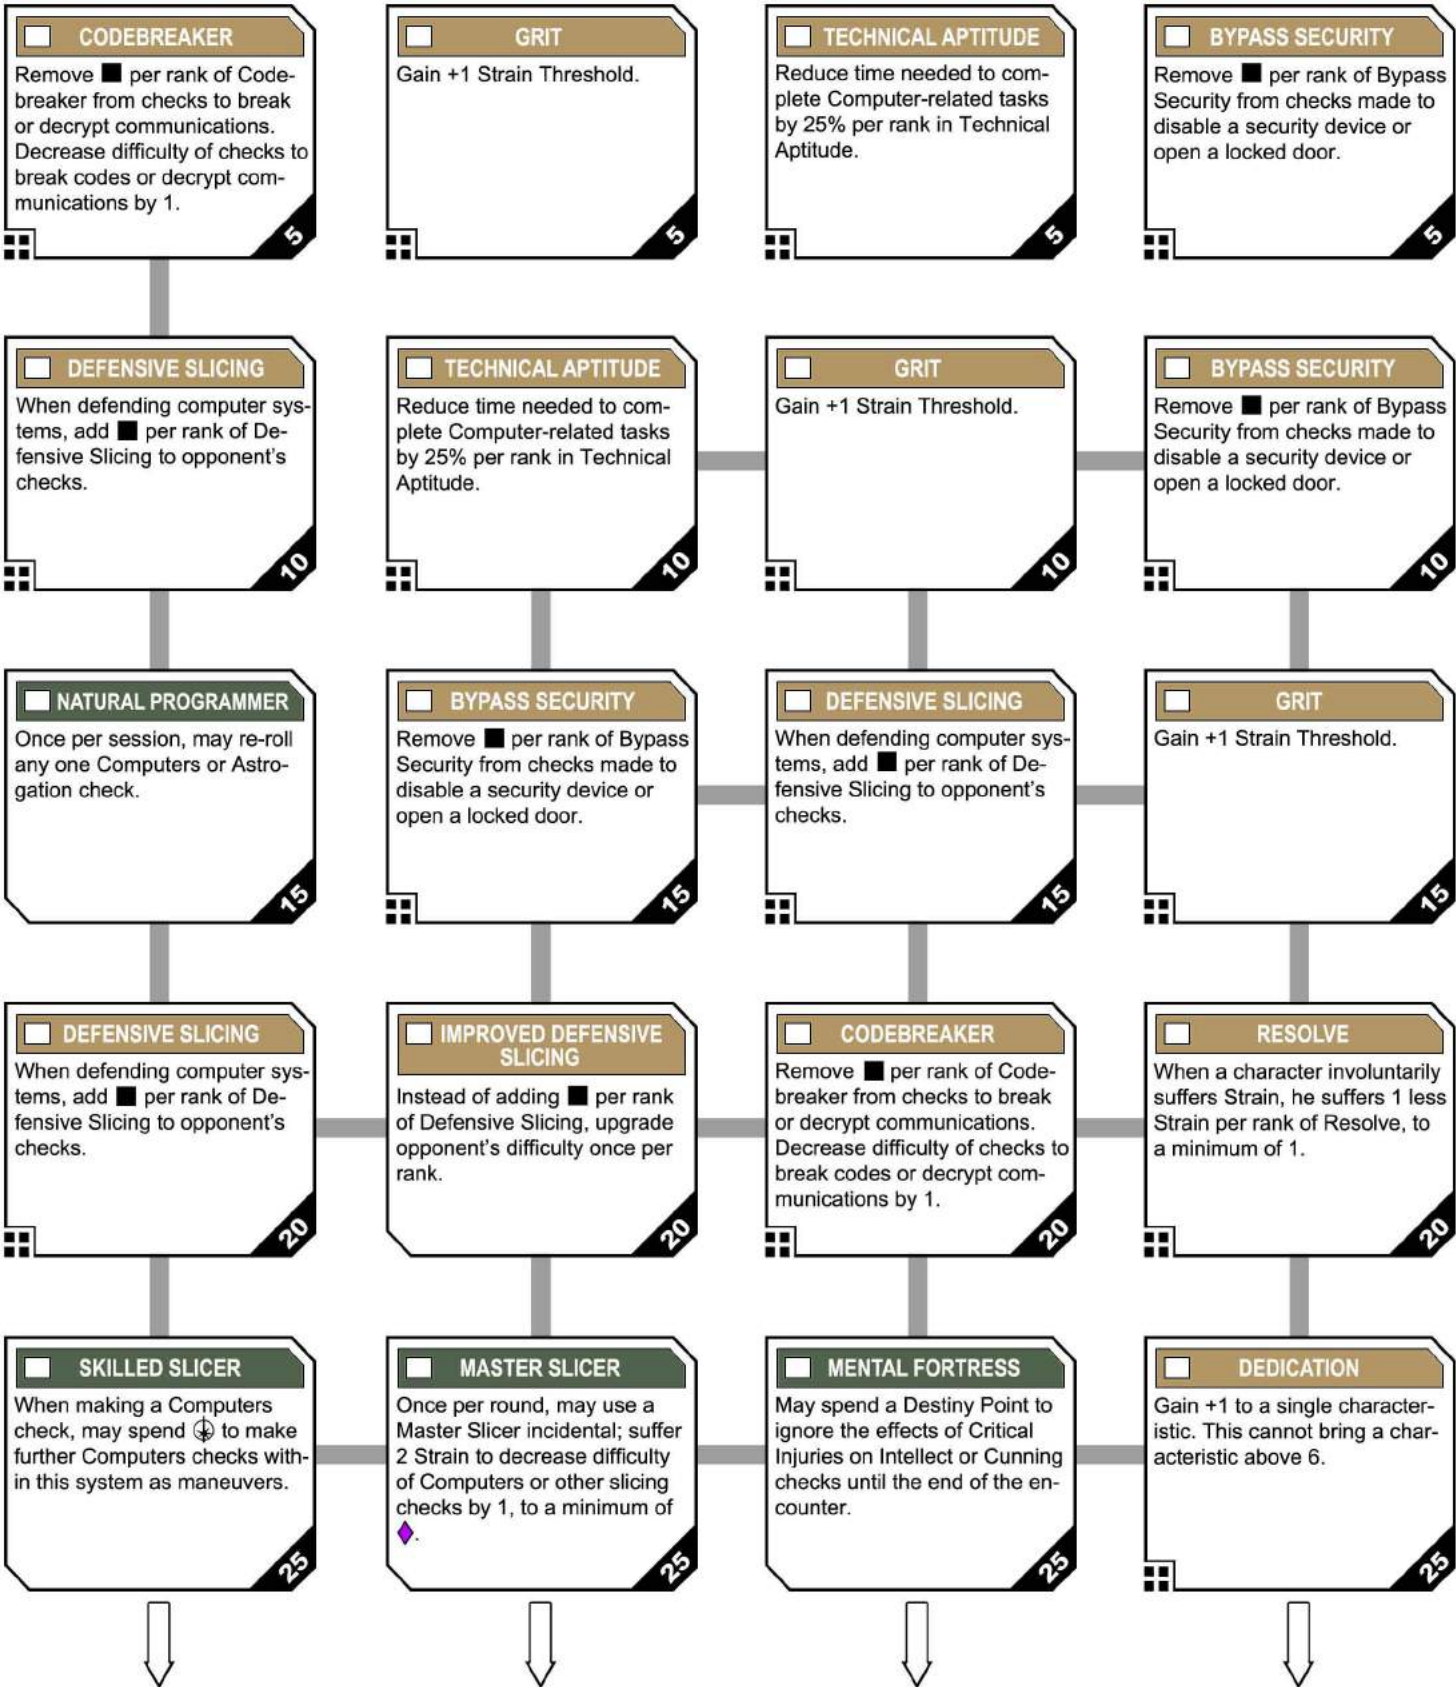 CODEBREAKER
Remove ■ per rank of Code-
breaker from checks to break
or decrypt communications.
Decrease difficulty of checks to
break codes or decrypt com-
munications by 1.
5
GRIT
Gain +1 Strain Threshold.
5
TECHNICAL APTITUDE
Reduce time needed to com-
plete Computer-related tasks
by 25% per rank in Technical
Aptitude.
5
BYPASS SECURITY
Remove ■ per rank of Bypass
Security from checks made to
disable a security device or
open a locked door.
5
DEFENSIVE SLICING
When defending computer sys-
tems, add ■ per rank of De-
fensive Slicing to opponent's
checks.
10
TECHNICAL APTITUDE
Reduce time needed to com-
plete Computer-related tasks
by 25% per rank in Technical
Aptitude.
10
GRIT
Gain +1 Strain Threshold.
10
BYPASS SECURITY
Remove ■ per rank of Bypass
Security from checks made to
disable a security device or
open a locked door.
10
NATURAL PROGRAMMER
Once per session, may re-roll
any one Computers or Astro-
gation check.
15
BYPASS SECURITY
Remove ■ per rank of Bypass
Security from checks made to
disable a security device or
open a locked door.
15
DEFENSIVE SLICING
When defending computer sys-
tems, add ■ per rank of De-
fensive Slicing to opponent's
checks.
15
GRIT
Gain +1 Strain Threshold.
15
DEFENSIVE SLICING
When defending computer sys-
tems, add ■ per rank of De-
fensive Slicing to opponent's
checks.
20
IMPROVED DEFENSIVE
SLICING
Instead of adding ■ per rank
of Defensive Slicing, upgrade
opponent's difficulty once per
rank.
20
CODEBREAKER
Remove ■ per rank of Code-
breaker from checks to break
or decrypt communications.
Decrease difficulty of checks to
break codes or decrypt com-
munications by 1.
20
RESOLVE
When a character involuntarily
suffers Strain, he suffers 1 less
Strain per rank of Resolve, to
a minimum of 1.
20
SKILLED SLICER
When making a Computers
check, may spend to make
further Computers checks with-
in this system as maneuvers.
25
MASTER SLICER
Once per round, may use a
Master Slicer incidental; suffer
2 Strain to decrease difficulty
of Computers or other slicing
checks by 1, to a minimum of
♦.
25
MENTAL FORTRESS
May spend a Destiny Point to
ignore the effects of Critical
Injuries on Intellect or Cunning
checks until the end of the en-
counter.
25
DEDICATION
Gain +1 to a single character-
istic. This cannot bring a char-
acteristic above 6.
25